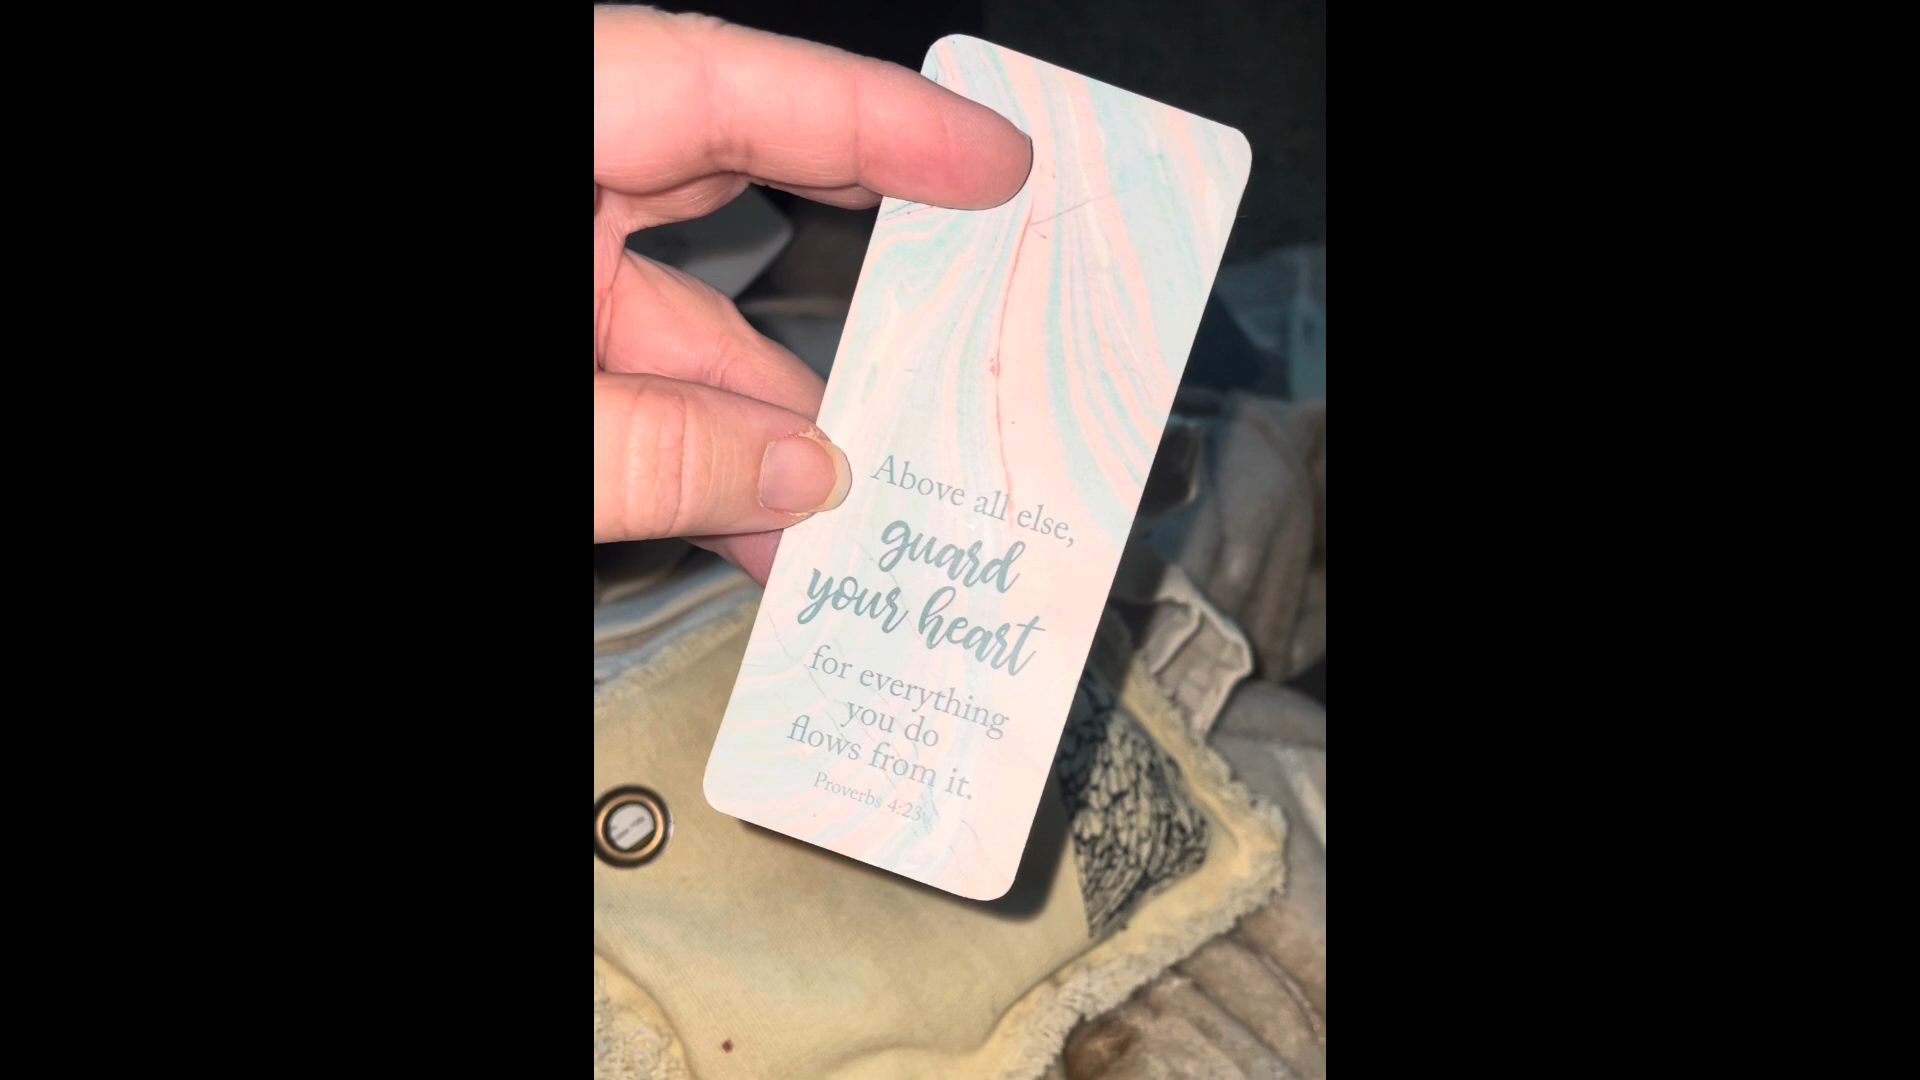 Above all else,
guard
your heart
for everything
you do
flows from it.
Proverbs 4:23